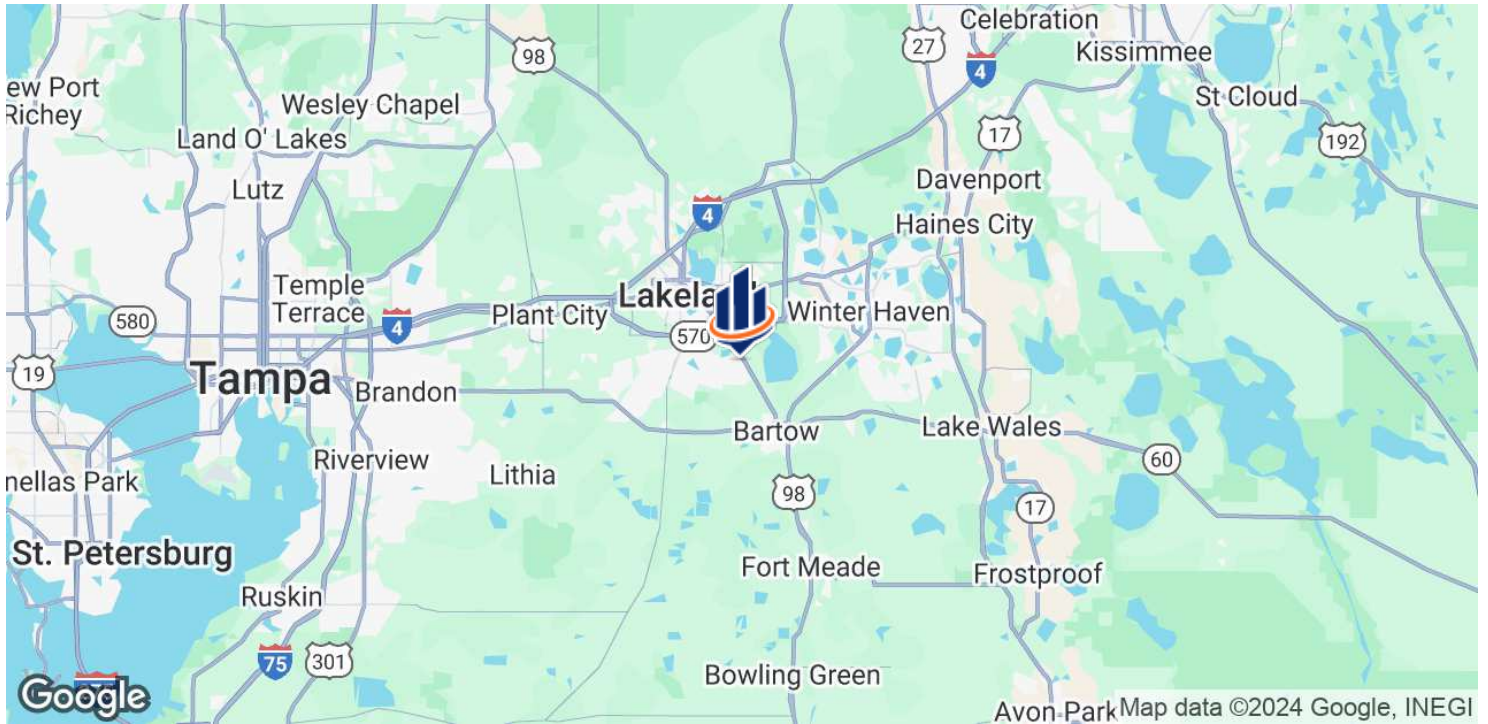 Celebration
27
98
4
Kissimmee
ew Port
Richey
Wesley Chapel
St Cloud
Land O' Lakes
17
192
Lutz
Davenport
4
Haines City
Temple
Terrace
Lakela
580
4
Plant City
Winter Haven
570
19
Tampa
Brandon
Bartow
Lake Wales
Riverview
60
Lithia
nellas Park
98
17
St. Petersburg
Fort Meade
Frostproof
Ruskin
75
301
Bowling Green
Google
Avon Park
Map data ©2024 Google, INEGI